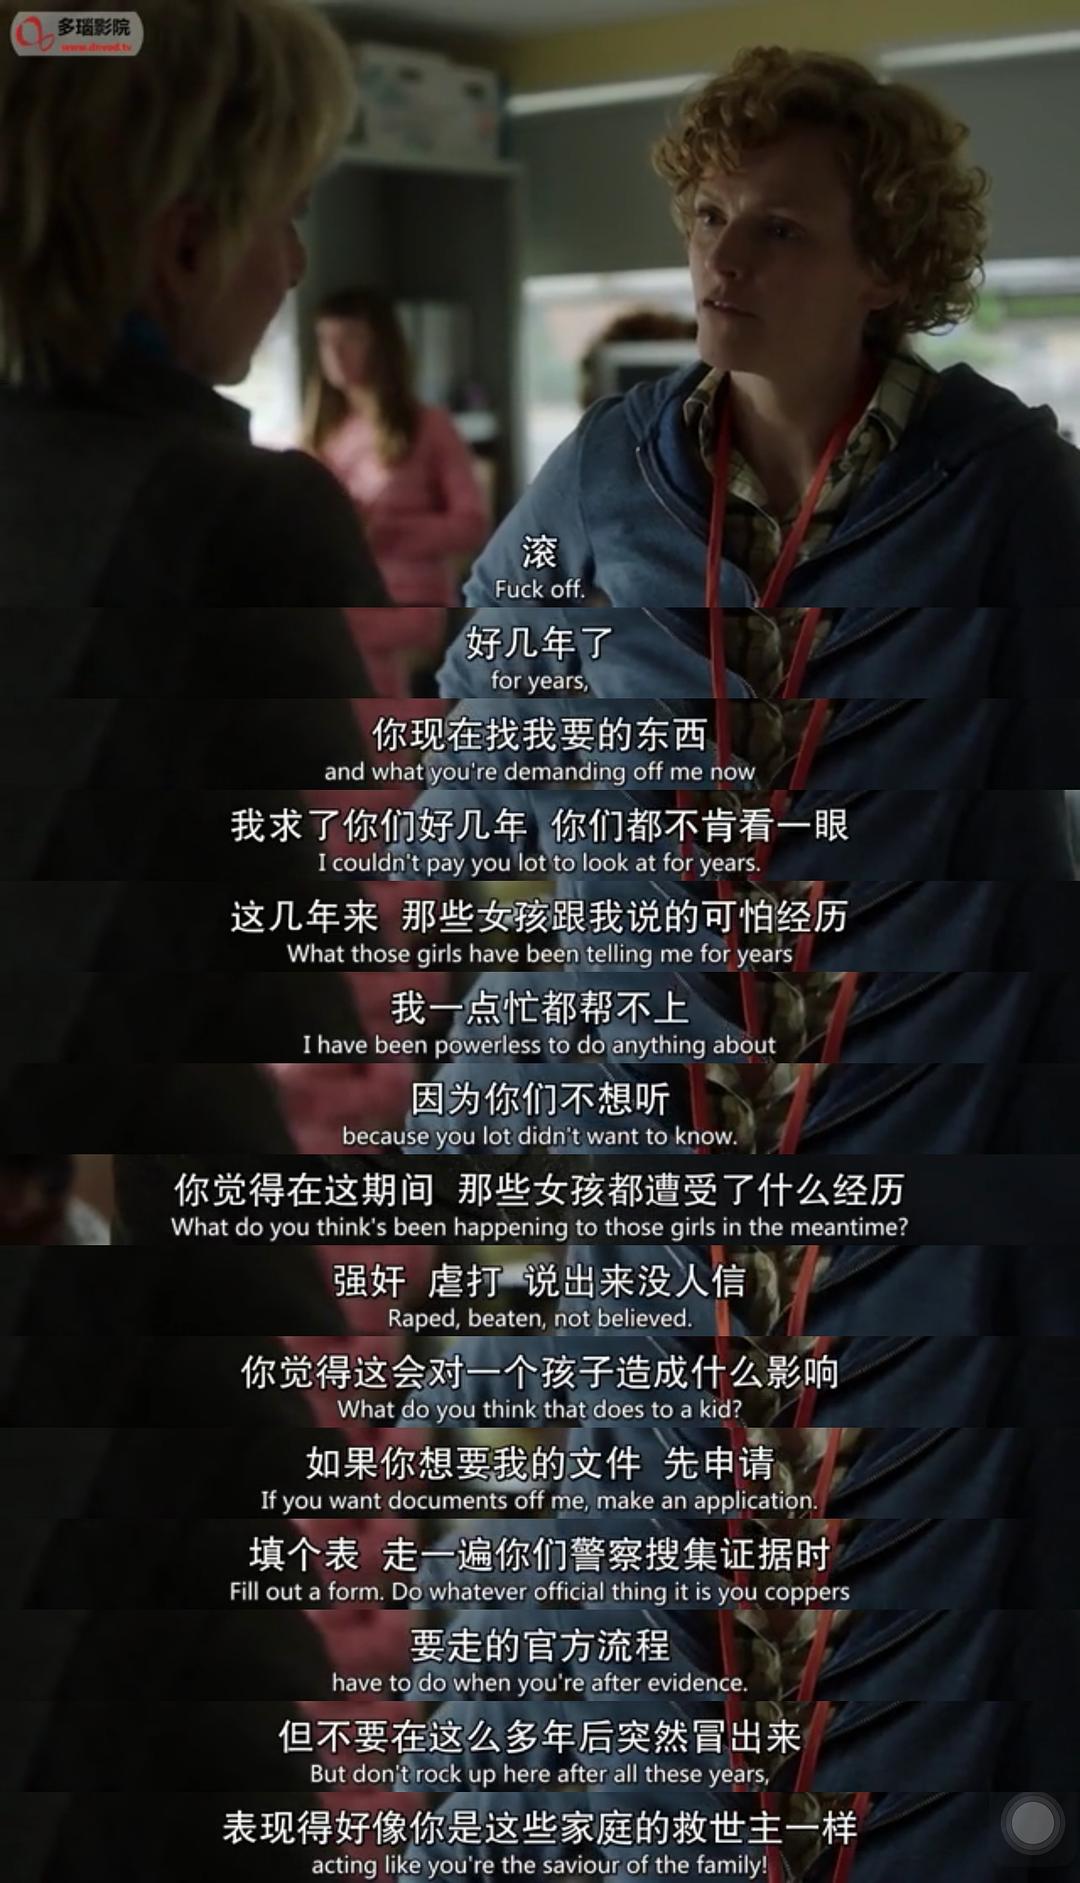 多瑙影院
www.dnvod.tv
滚
Fuck off.
好几年了
for years,
你现在找我要的东西
and what you're demanding off me now
我求了你们好几年 你们都不肯看一眼
I couldn't pay you lot to look at for years.
这几年来 那些女孩跟我说的可怕经历
What those girls have been telling me for years
我一点忙都帮不上
I have been powerless to do anything about
因为你们不想听
because you lot didn't want to know.
你觉得在这期间 那些女孩都遭受了什么经历
What do you think's been happening to those girls in the meantime?
强奸 虐打 说出来没人信
Raped, beaten, not believed.
你觉得这会对一个孩子造成什么影响
What do you think that does to a kid?
如果你想要我的文件 先申请
If you want documents off me, make an application.
填个表 走一遍你们警察搜集证据时
Fill out a form. Do whatever official thing it is you coppers
要走的官方流程
have to do when you're after evidence.
但不要在这么多年后突然冒出来
But don't rock up here after all these years,
表现得好像你是这些家庭的救世主一样
acting like you're the saviour of the family!